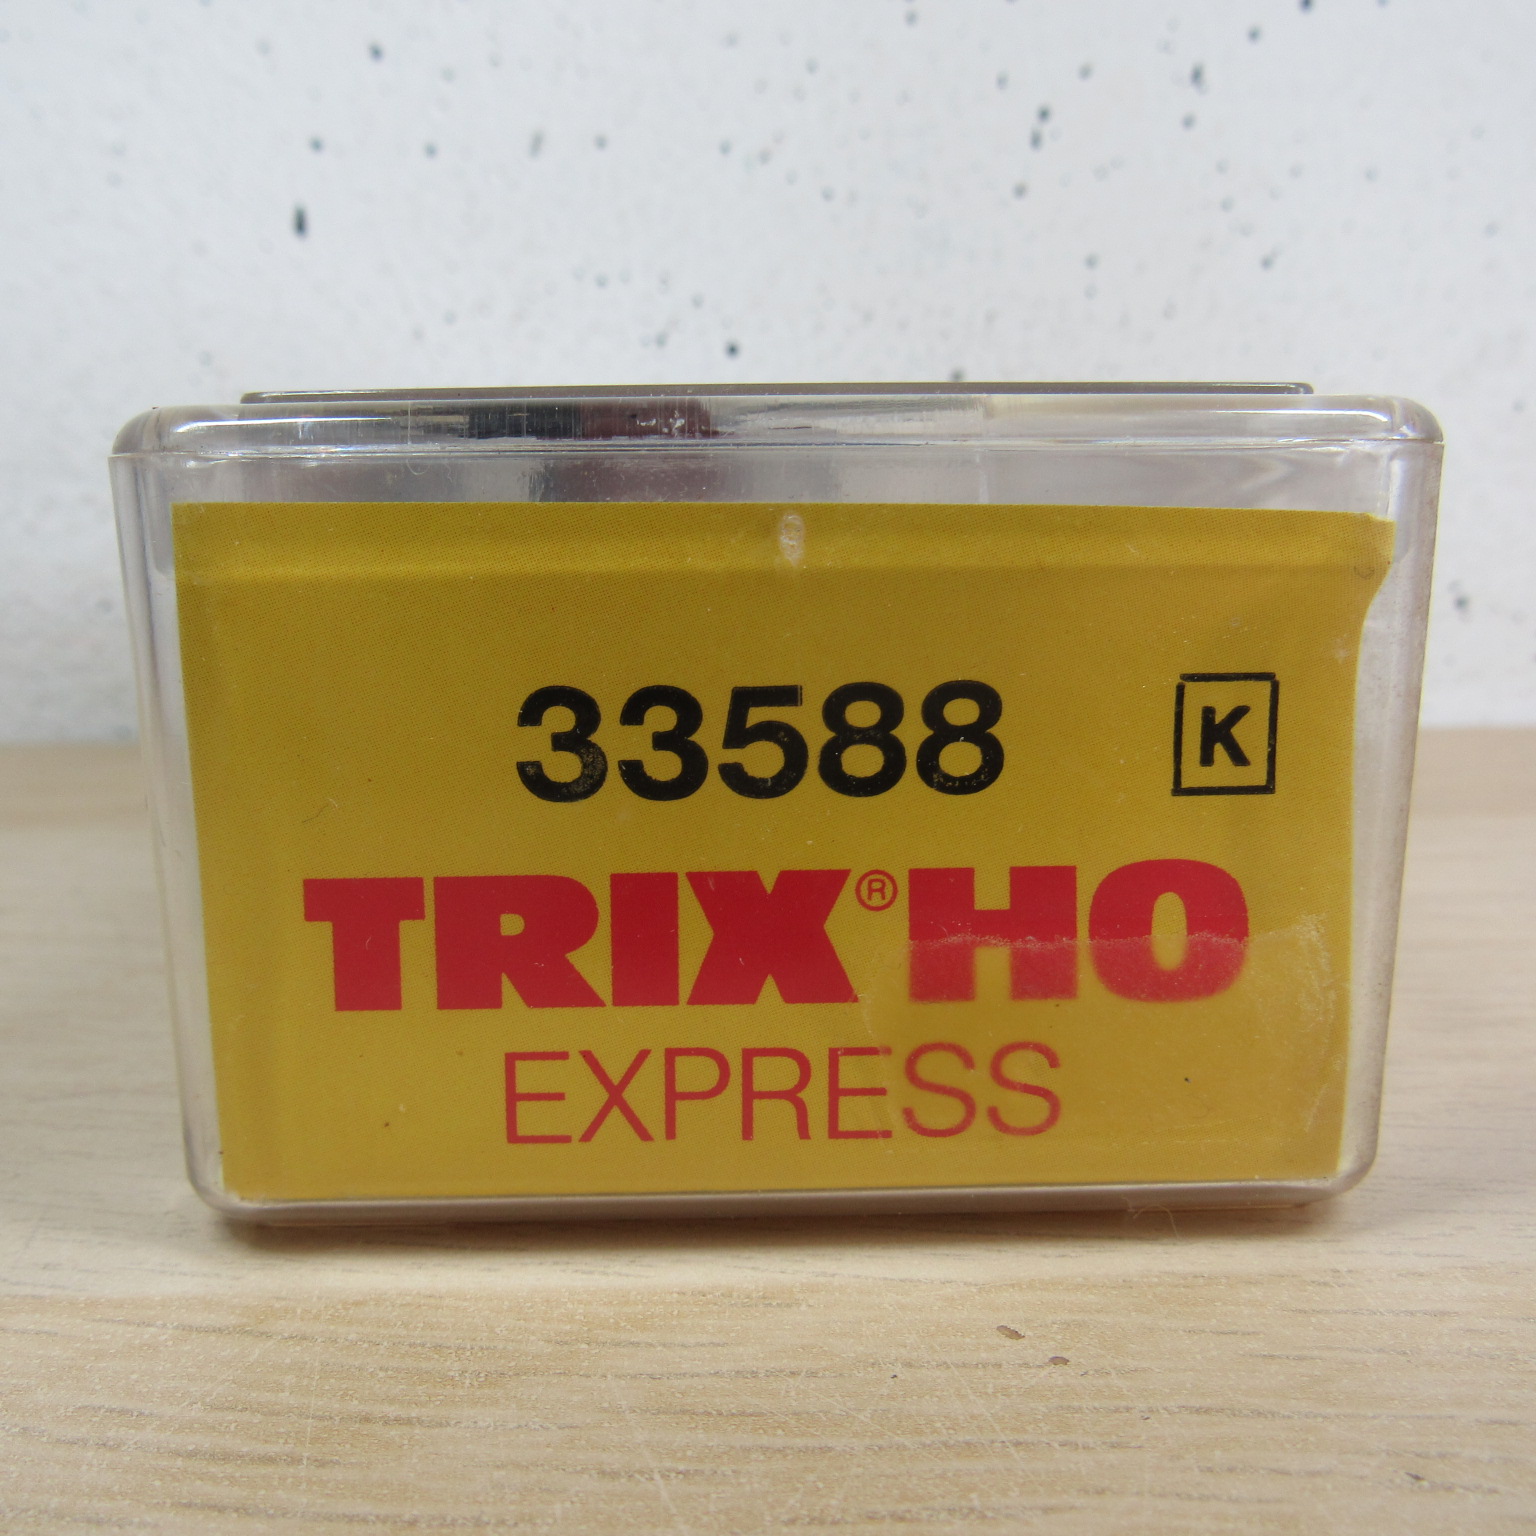 33588 K
TRIX® HO
EXPRESS